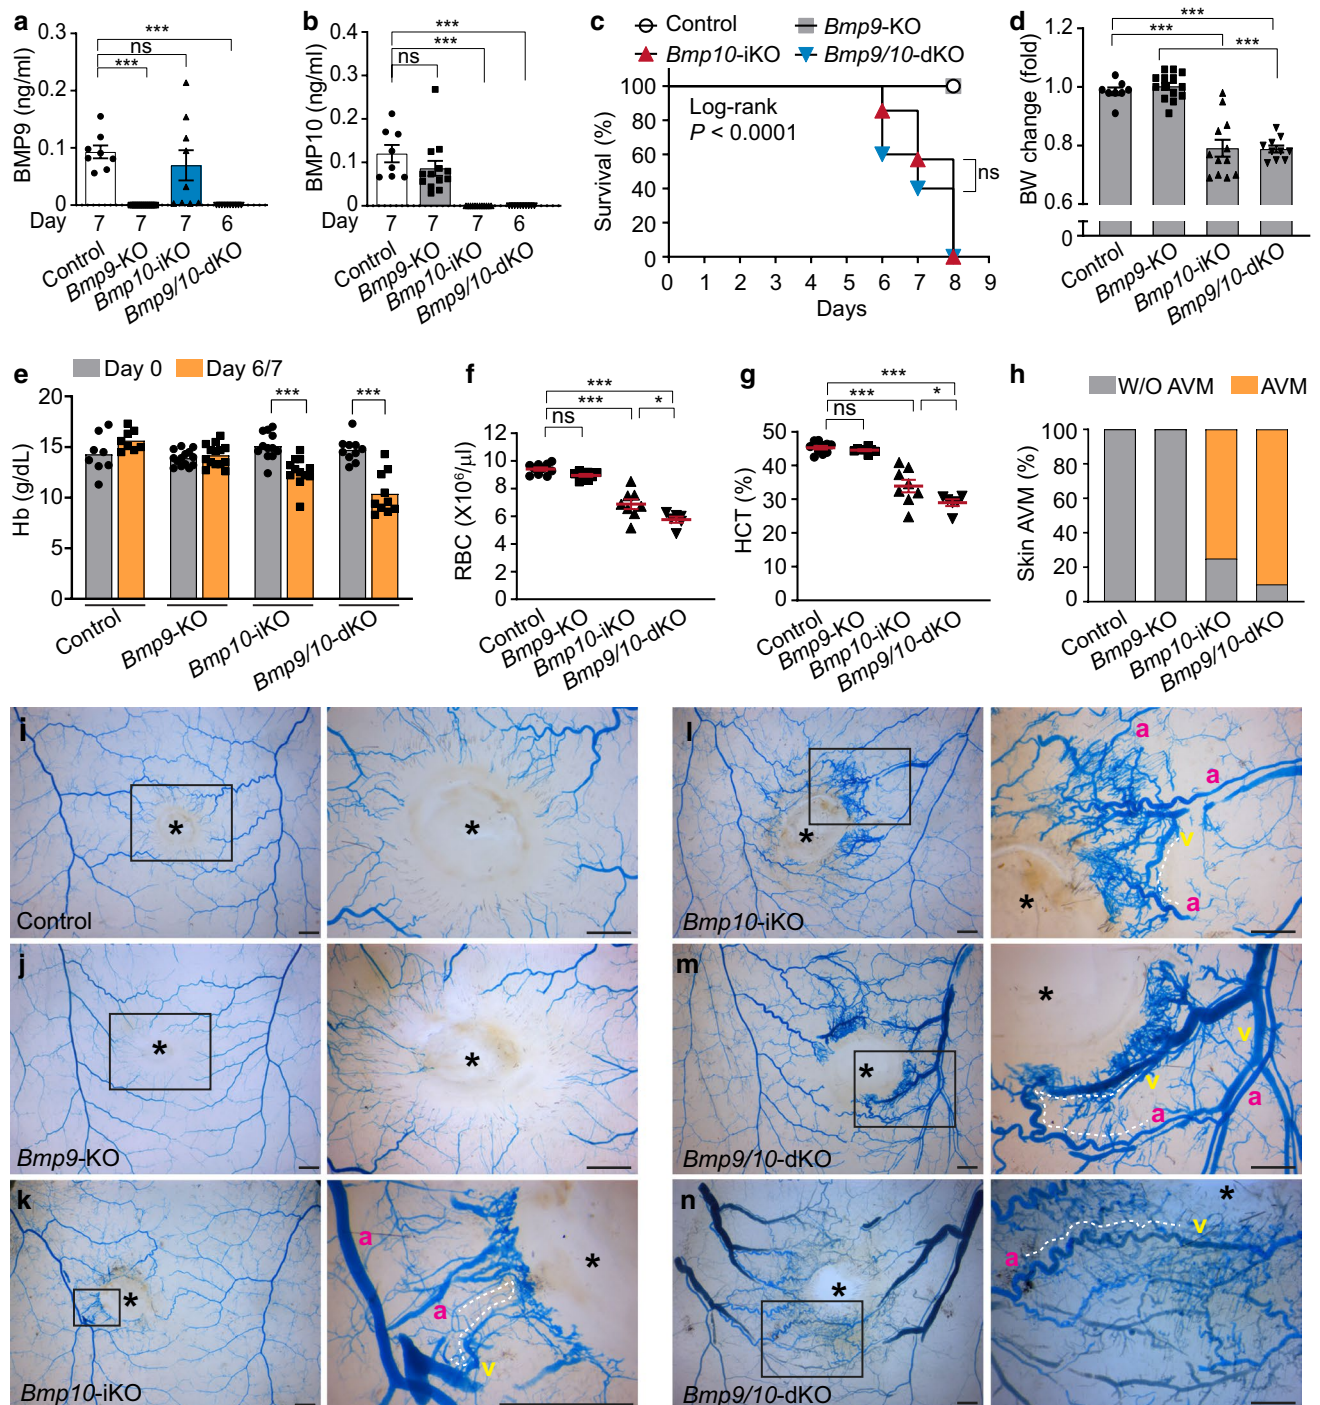 a
BMP9 (ng/ml)
0.3
0.2
0.1
0
***
ns
***
Day 7 7 7 6
Control
Bmp9-KO
Bmp10-iKO
Bmp9/10-dKO
b
BMP10 (ng/ml)
0.4
0.3
0.2
0.1
0
***
***
ns
7 7 7 6
Control
Bmp9-KO
Bmp10-iKO
Bmp9/10-dKO
c
Control Bmp9-KO
Bmp10-iKO Bmp9/10-dKO
Survival (%)
100
80
60
40
20
0
Log-rank
P < 0.0001
ns
0 1 2 3 4 5 6 7 8 9
Days
d
BW change (fold)
1.2
1.0
0.8
0.6
0
***
***
***
Control
Bmp9-KO
Bmp10-iKO
Bmp9/10-dKO
e
Day 0 Day 6/7
Hb (g/dL)
20
15
10
5
0
*** ***
Control
Bmp9-KO
Bmp10-iKO
Bmp9/10-dKO
f
RBC (X10⁶/µl)
12
10
8
6
4
2
0
***
*** *
ns
Control
Bmp9-KO
Bmp10-iKO
Bmp9/10-dKO
g
HCT (%)
50
40
30
20
10
0
***
*** *
ns
Control
Bmp9-KO
Bmp10-iKO
Bmp9/10-dKO
h
W/O AVM AVM
Skin AVM (%)
100
80
60
40
20
0
Control
Bmp9-KO
Bmp10-iKO
Bmp9/10-dKO
i
*
*
Control
j
*
*
Bmp9-KO
k
*
a
a
v
*
Bmp10-iKO
l
*
a
a
v
a
*
Bmp10-iKO
m
*
*
v
v
a
a
Bmp9/10-dKO
n
*
*
v
a
Bmp9/10-dKO